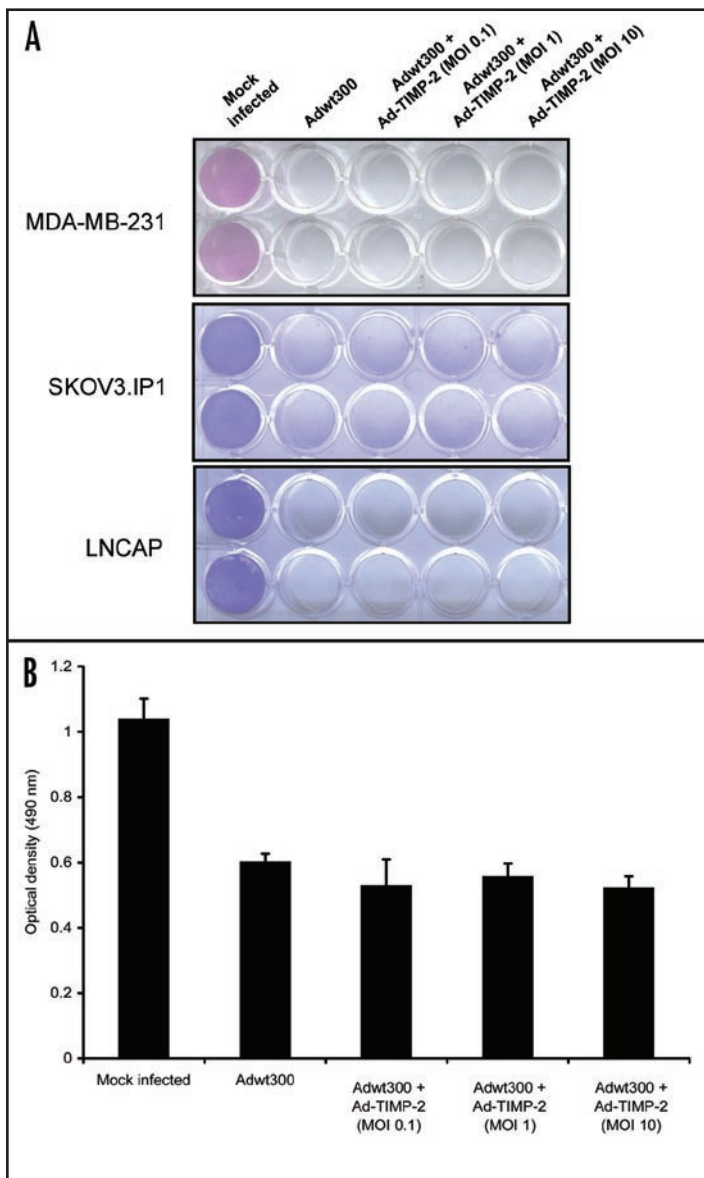 A
Mock
infected
Adwt300
Adwt300 +
Ad-TIMP-2 (MOI 0.1)
Adwt300 +
Ad-TIMP-2 (MOI 1)
Adwt300 +
Ad-TIMP-2 (MOI 10)
MDA-MB-231
SKOV3.IP1
LNCAP
B
1.2
1
0.8
0.6
0.4
0.2
0
Optical density (490 nm)
Mock infected
Adwt300
Adwt300 +
Ad-TIMP-2
(MOI 0.1)
Adwt300 +
Ad-TIMP-2
(MOI 1)
Adwt300 +
Ad-TIMP-2
(MOI 10)